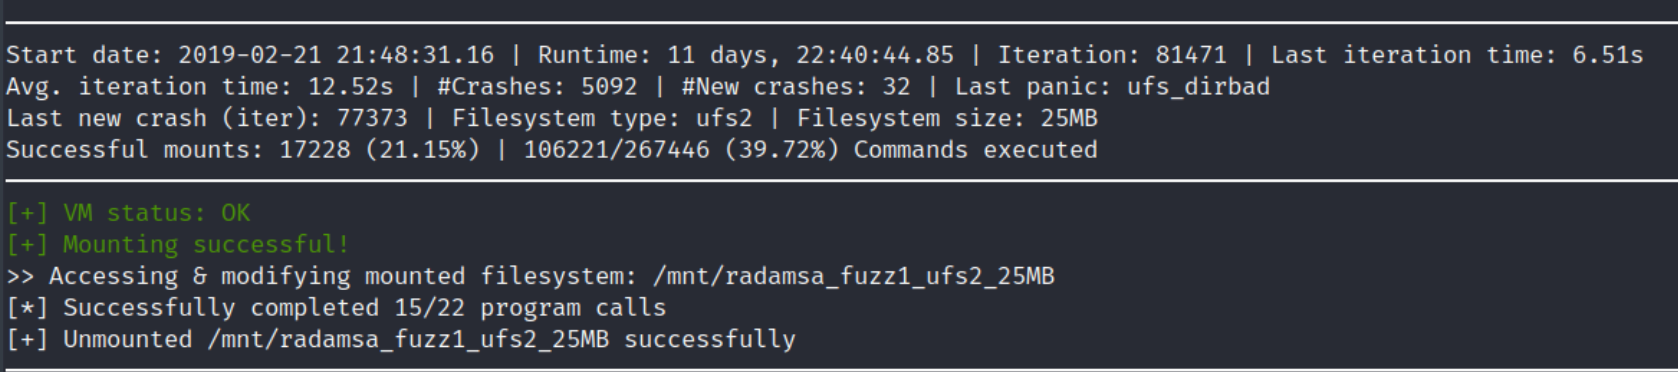 Start date: 2019-02-21 21:48:31.16 | Runtime: 11 days, 22:40:44.85 | Iteration: 81471 | Last iteration time: 6.51s
Avg. iteration time: 12.52s | #Crashes: 5092 | #New crashes: 32 | Last panic: ufs_dirbad
Last new crash (iter): 77373 | Filesystem type: ufs2 | Filesystem size: 25MB
Successful mounts: 17228 (21.15%) | 106221/267446 (39.72%) Commands executed
[+] VM status: OK
[+] Mounting successful!
>> Accessing & modifying mounted filesystem: /mnt/radamsa_fuzz1_ufs2_25MB
[*] Successfully completed 15/22 program calls
[+] Unmounted /mnt/radamsa_fuzz1_ufs2_25MB successfully